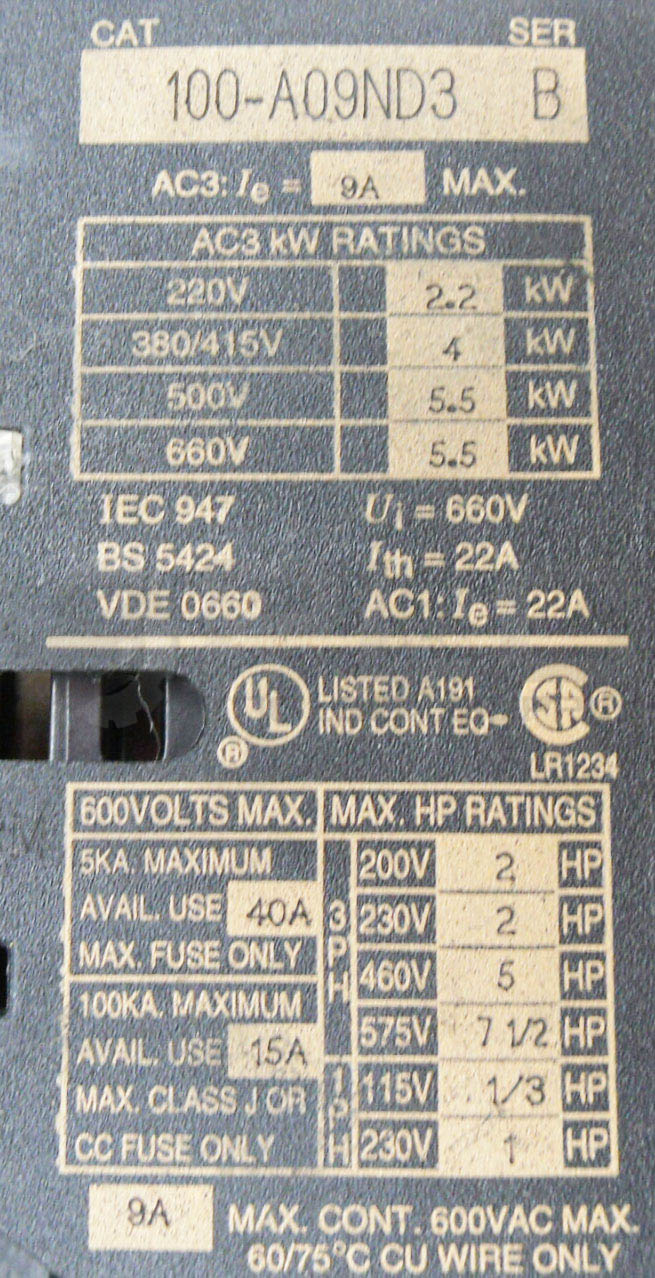 CAT SER
100-A09ND3 B
AC3: Ie = 9A MAX.
AC3 kW RATINGS
220V 2.2 kW
380/415V 4 kW
500V 5.5 kW
660V 5.5 kW
IEC 947 Ui = 660V
BS 5424 Ith = 22A
VDE 0660 AC1: Ie = 22A
UL ® LISTED A191
IND CONT EQ SA ®
LR1234
600VOLTS MAX. MAX. HP RATINGS
5KA. MAXIMUM
AVAIL. USE 40A
MAX. FUSE ONLY
100KA. MAXIMUM
AVAIL. USE 15A
MAX. CLASS J OR
CC FUSE ONLY
3 PH
200V 2 HP
230V 2 HP
460V 5 HP
575V 7 1/2 HP
1 PH
115V 1/3 HP
230V 1 HP
9A MAX. CONT. 600VAC MAX.
60/75°C CU WIRE ONLY